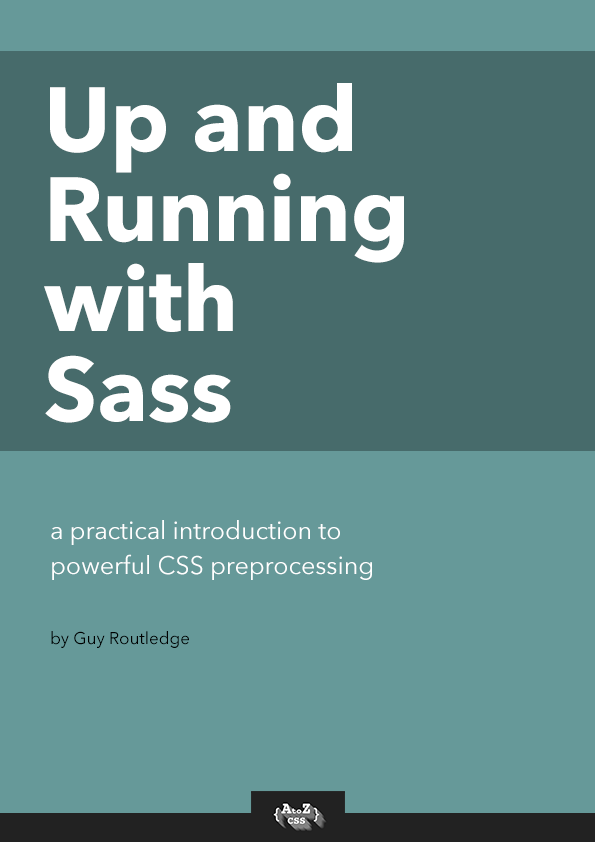 Up and
Running
with
Sass
a practical introduction to
powerful CSS preprocessing
by Guy Routledge
{AtoZ}
css